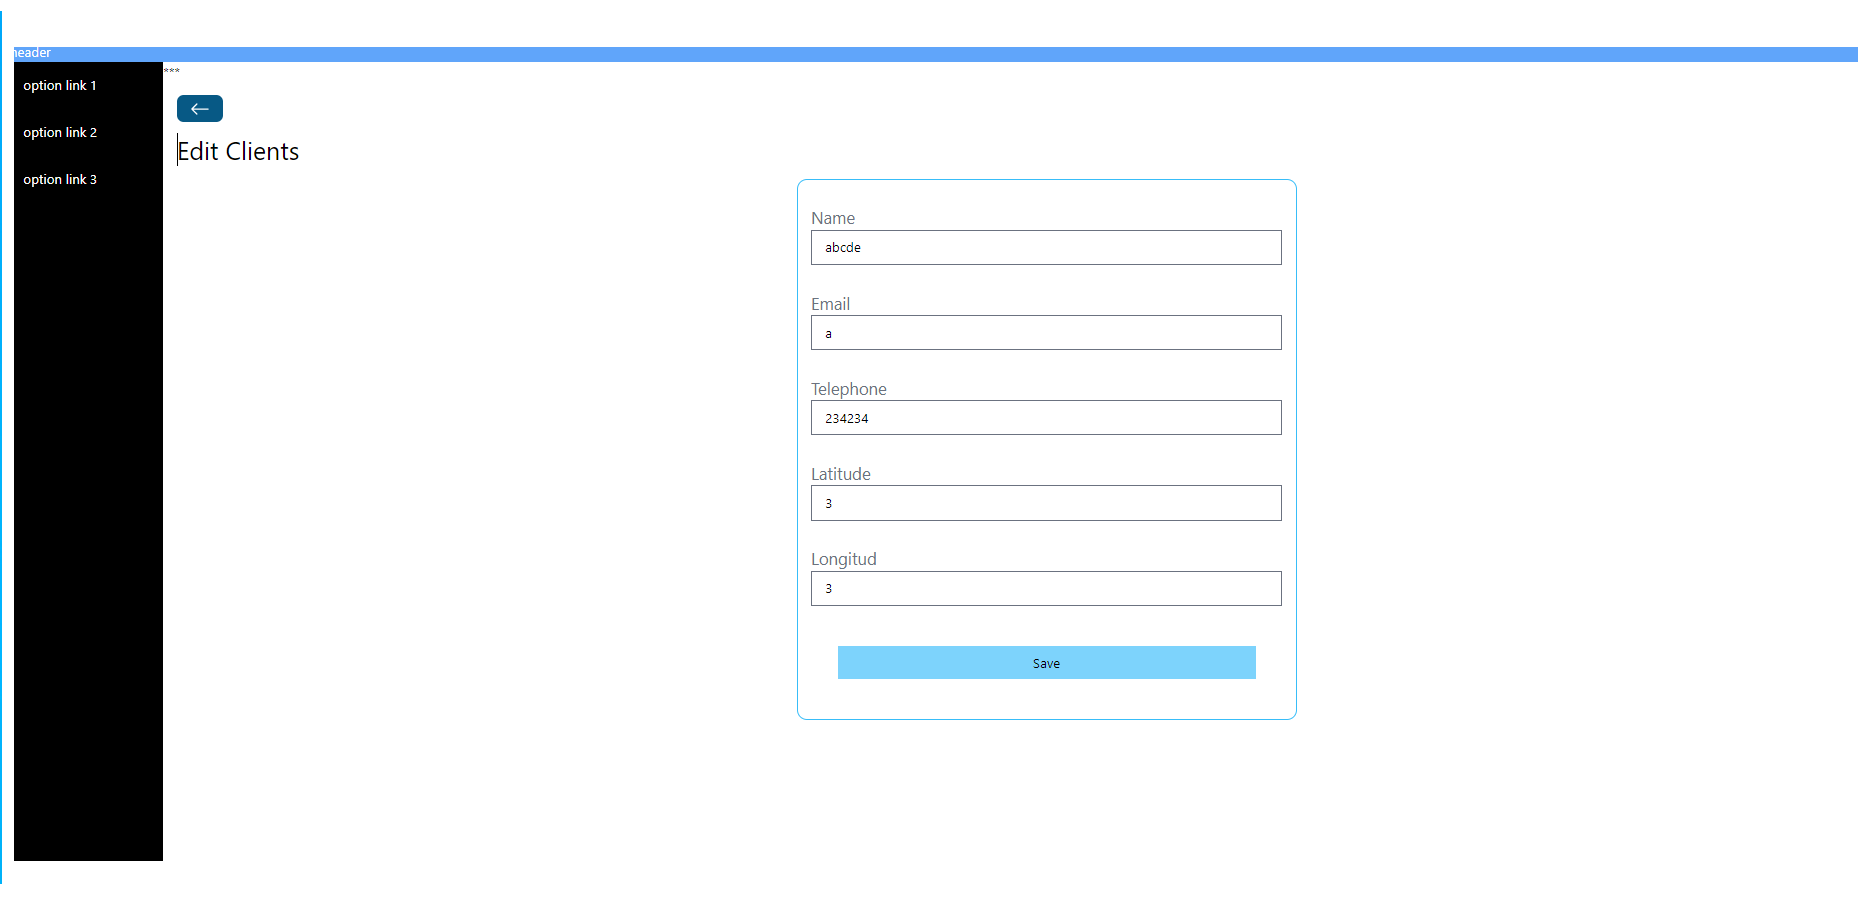 header
option link 1
***
option link 2
Edit Clients
option link 3
Name
abcde
Email
a
Telephone
234234
Latitude
3
Longitud
3
Save